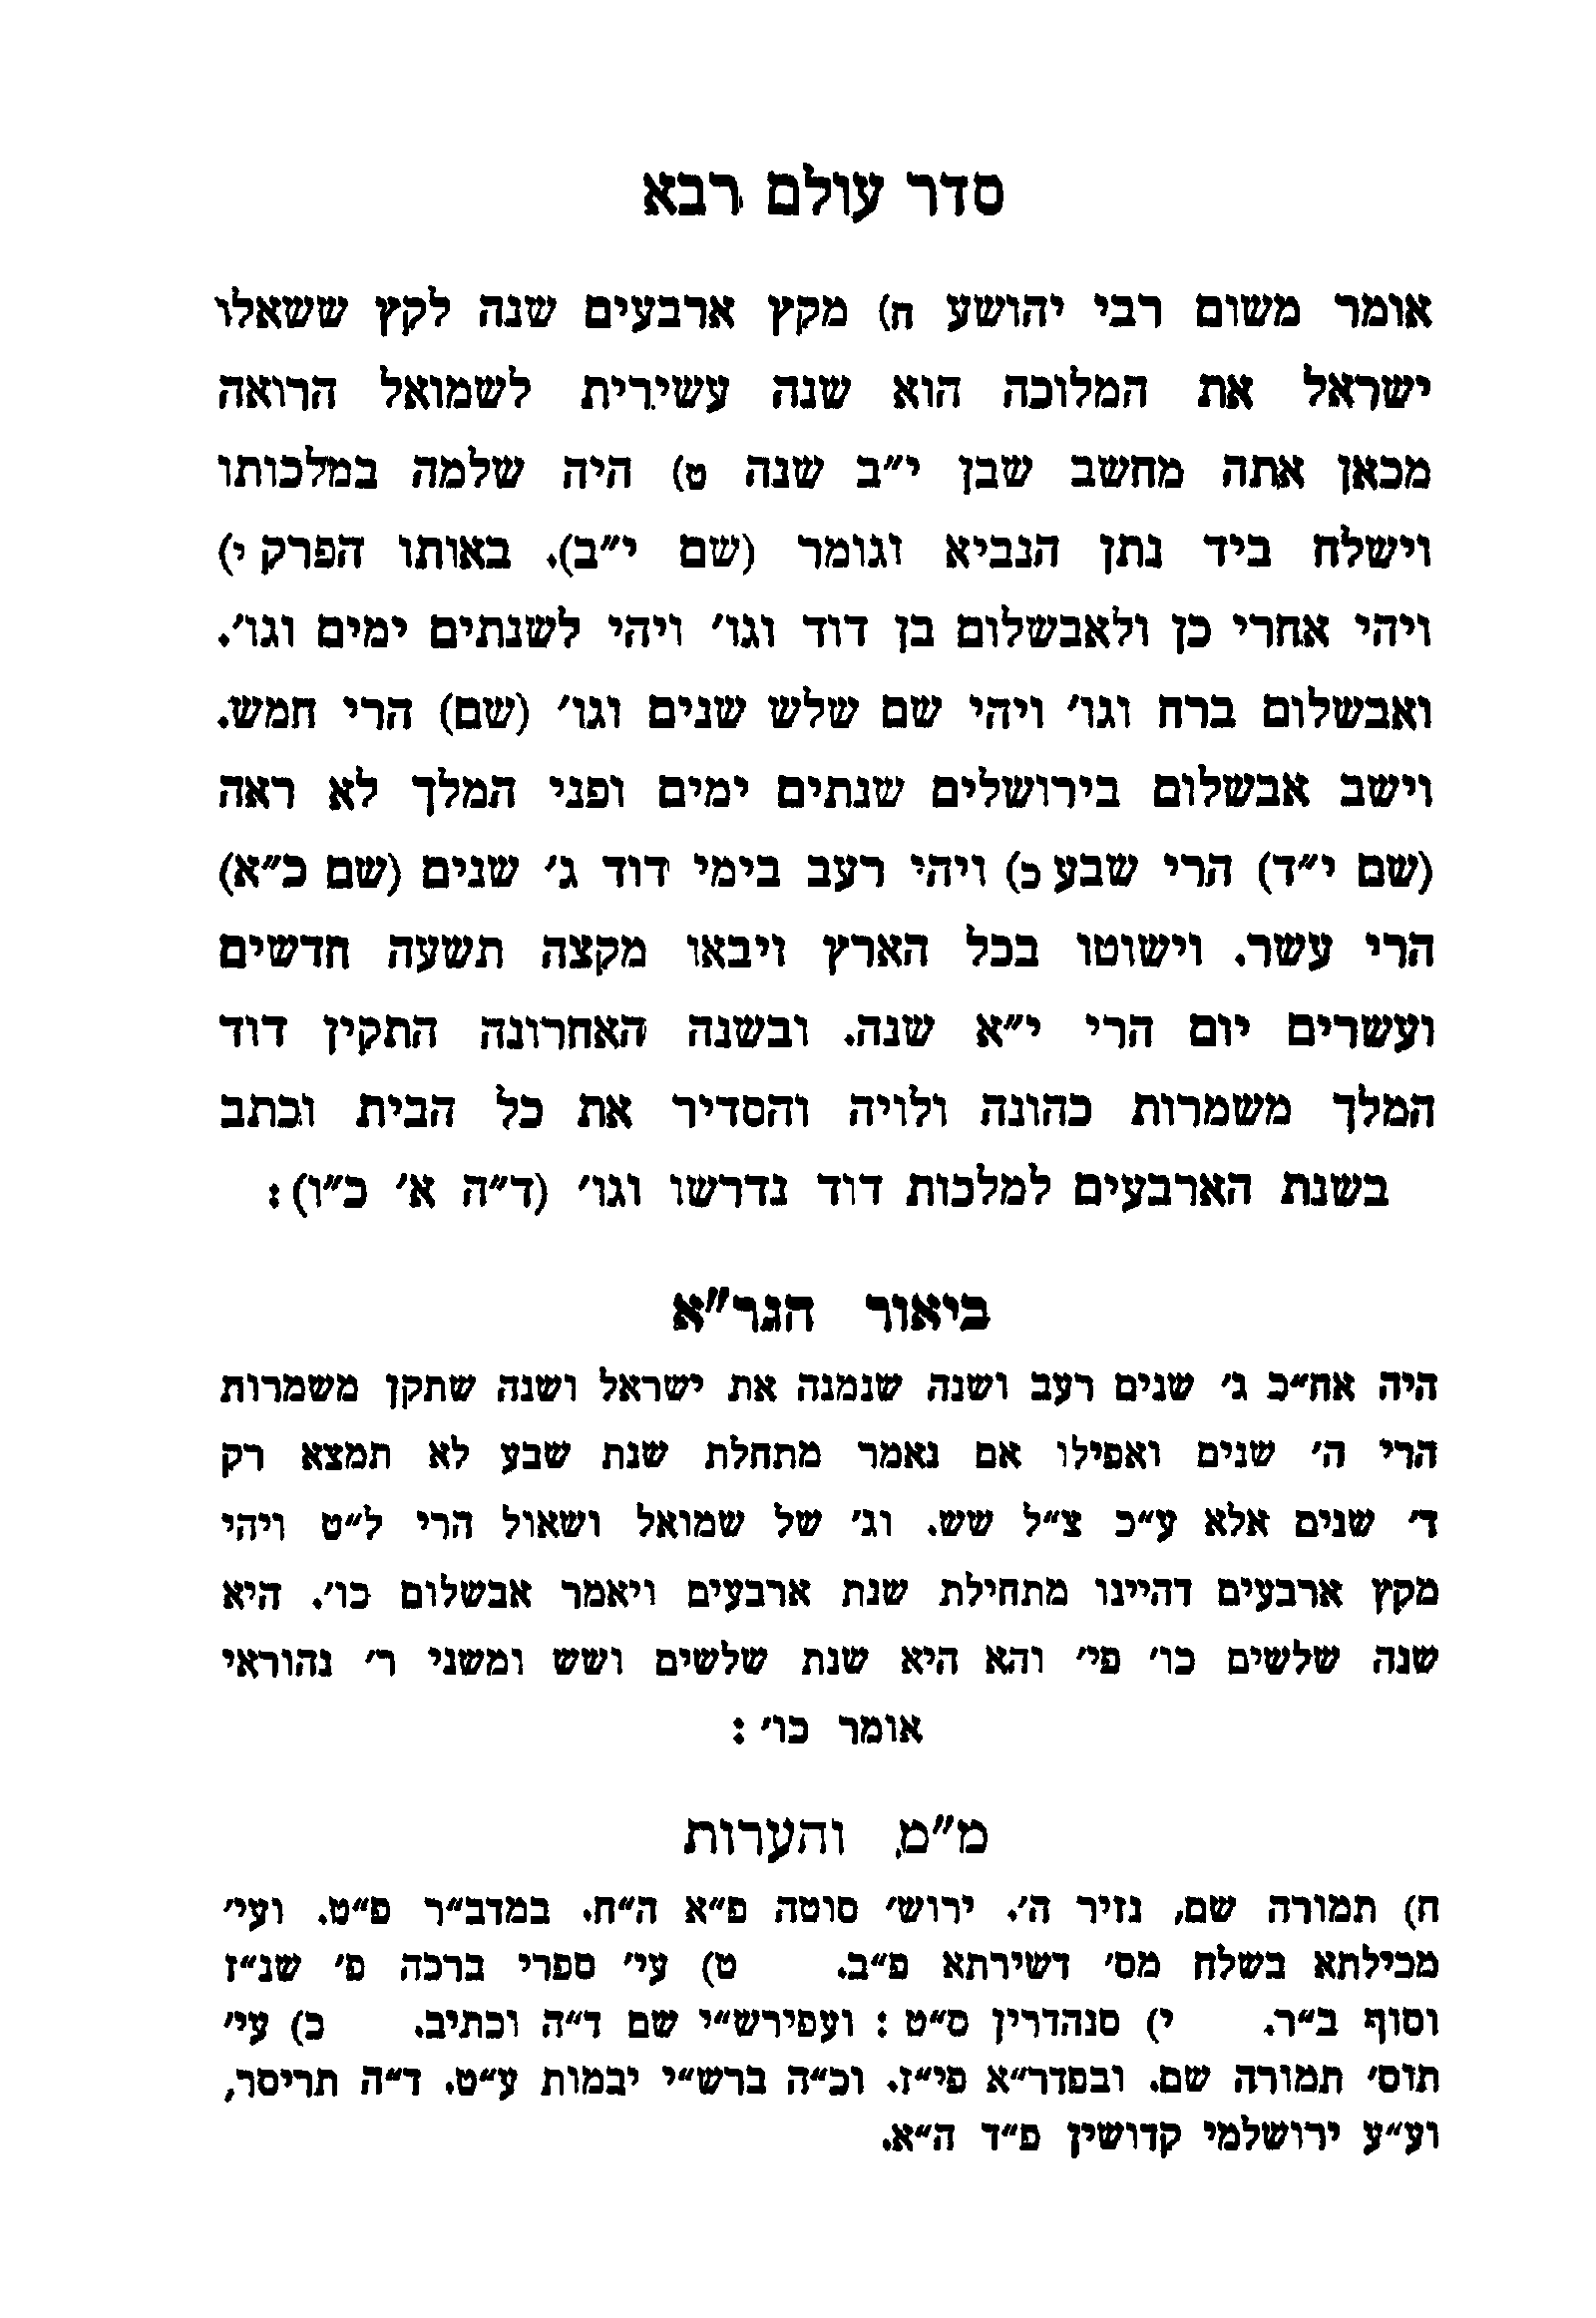 סדר עולם רבא
אומר משום רבי יהושע ח) מקץ ארבעים שנה לקץ ששאלו
ישראל את המלוכה הוא שנה עשירית לשמואל הרואה
מכאן אתה מחשב שבן י״ב שנה ט) היה שלמה במלכותו
וישלח ביד נתן הנביא וגומר (שם י״ב). באותו הפרק י)
ויהי אחרי כן ולאבשלום בן דוד וגו׳ ויהי לשנתים ימים וגו׳.
ואבשלום ברח וגו׳ ויהי שם שלש שנים וגו׳ (שם) הרי חמש.
וישב אבשלום בירושלים שנתים ימים ופני המלך לא ראה
(שם י״ד) הרי שבע כ) ויהי רעב בימי דוד ג׳ שנים (שם כ״א)
הרי עשר. וישוטו בכל הארץ ויבאו מקצה תשעה חדשים
ועשרים יום הרי י״א שנה. ובשנה האחרונה התקין דוד
המלך משמרות כהונה ולויה והסדיר את כל הבית וכתב
בשנת הארבעים למלכות דוד נדרשו וגו׳ (ד״ה א׳ כ״ו):
ביאור הגר״א
היה אח״כ ג׳ שנים רעב ושנה שנמנה את ישראל ושנה שתקן משמרות
הרי ה׳ שנים ואפילו אם נאמר מתחלת שנת שבע לא תמצא רק
ד׳ שנים אלא ע״כ צ״ל שש. וג׳ של שמואל ושאול הרי ל״ט ויהי
מקץ ארבעים דהיינו מתחילת שנת ארבעים ויאמר אבשלום כו׳. היא
שנה שלשים כו׳ פי׳ והא היא שנת שלשים ושש ומשני ר׳ נהוראי
אומר כו׳ :
מ״מ והערות
ח) תמורה שם, נזיר ה׳. ירוש׳ סוטה פ״א ה״ח. במדב״ר פ״ט. ועי׳
מכילתא בשלח מס׳ דשירתא פ״ב. ט) עי׳ ספרי ברכה פ׳ שנ״ז
וסוף ב״ר. י) סנהדרין ס״ט : ועפירש״י שם ד״ה וכתיב. כ) עי׳
תוס׳ תמורה שם. ובפדר״א פי״ז. וכ״ה ברש״י יבמות ע״ט. ד״ה תריסר,
וע״ע ירושלמי קדושין פ״ד ה״א.